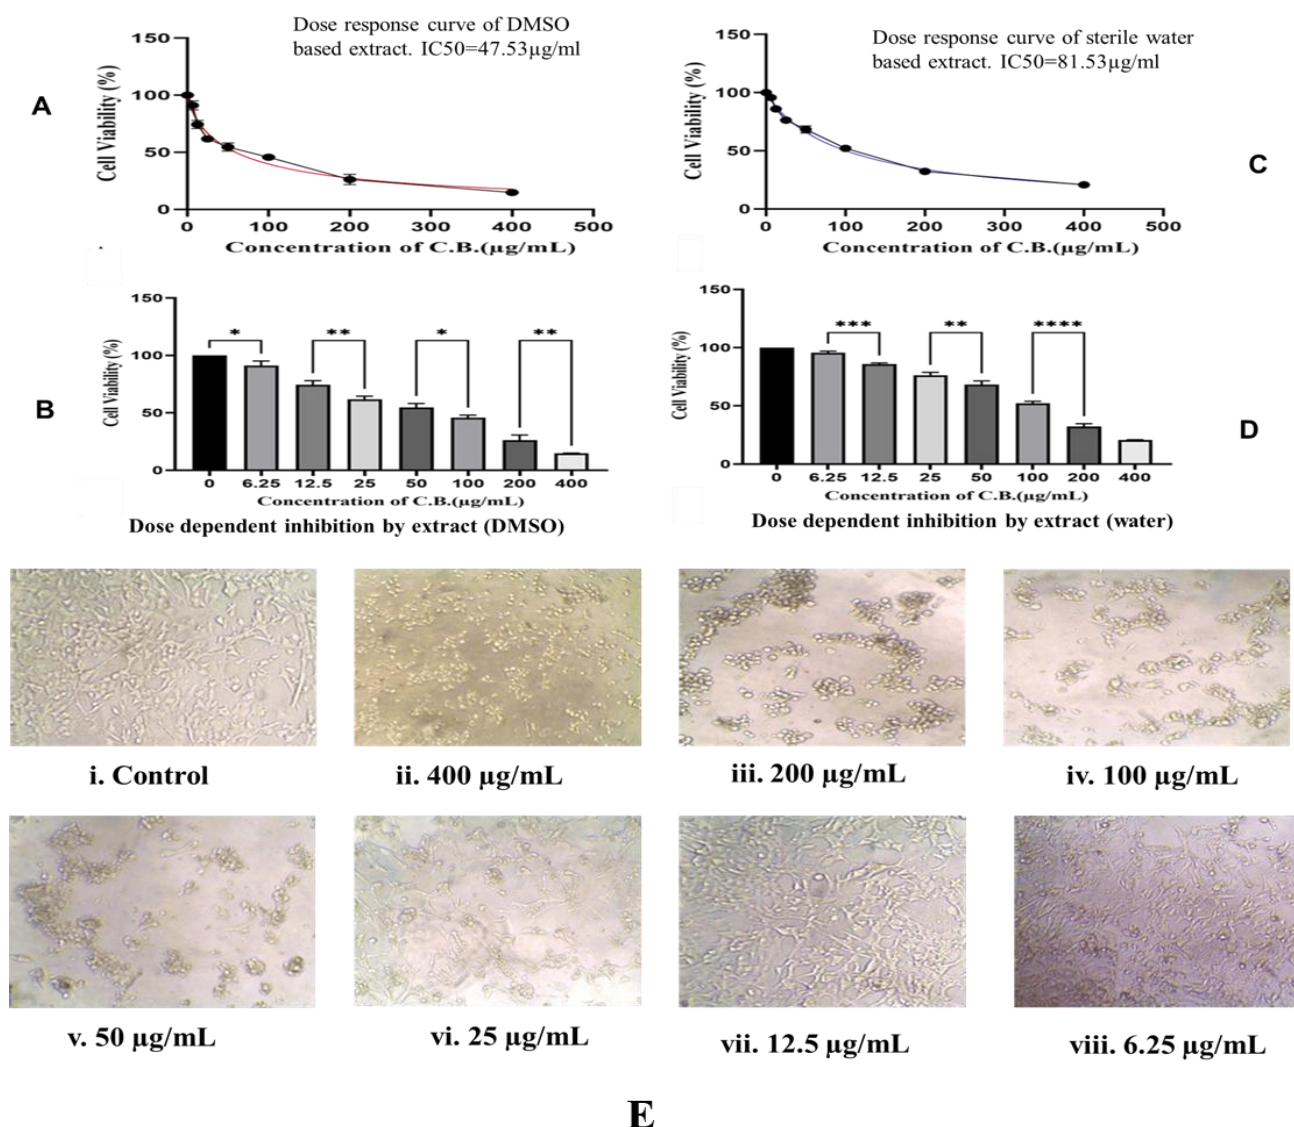 Dose response curve of DMSO
based extract. IC50=47.53µg/ml
A
Cell Viability (%)
150
100
50
0
0 100 200 300 400 500
Concentration of C.B.(µg/mL)
Dose response curve of sterile water
based extract. IC50=81.53µg/ml
C
Cell Viability (%)
150
100
50
0
0 100 200 300 400 500
Concentration of C.B.(µg/mL)
B
Cell Viability (%)
150
100
50
0
* ** * **
0 6.25 12.5 25 50 100 200 400
Concentration of C.B.(µg/mL)
Dose dependent inhibition by extract (DMSO)
D
Cell Viability (%)
150
100
50
0
*** ** ****
0 6.25 12.5 25 50 100 200 400
Concentration of C.B.(µg/mL)
Dose dependent inhibition by extract (water)
i. Control
ii. 400 µg/mL
iii. 200 µg/mL
iv. 100 µg/mL
v. 50 µg/mL
vi. 25 µg/mL
vii. 12.5 µg/mL
viii. 6.25 µg/mL
E